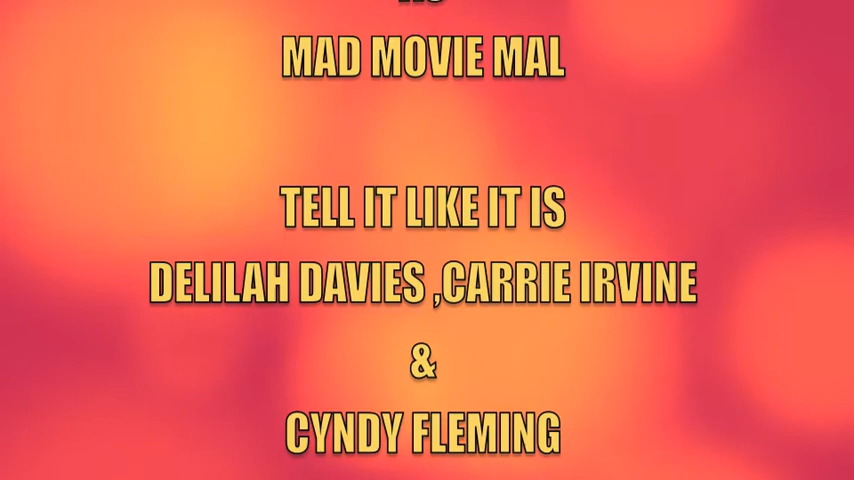 MAD MOVIE MAL
TELL IT LIKE IT IS
DELILAH DAVIES ,CARRIE IRVINE
&
CYNDY FLEMING